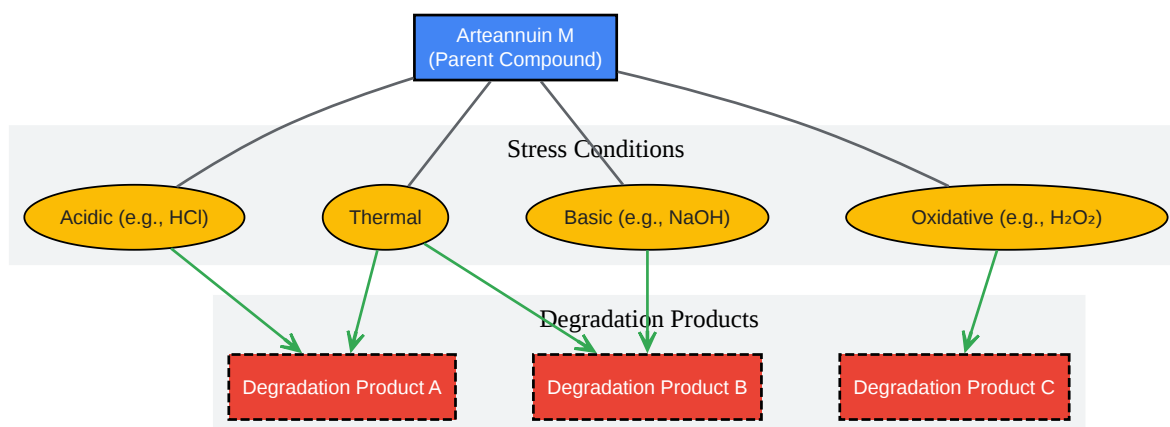 Arteannuin M
(Parent Compound)
Stress Conditions
Acidic (e.g., HCl)
Thermal
Basic (e.g., NaOH)
Oxidative (e.g., H₂O₂)
Degradation Products
Degradation Product A
Degradation Product B
Degradation Product C